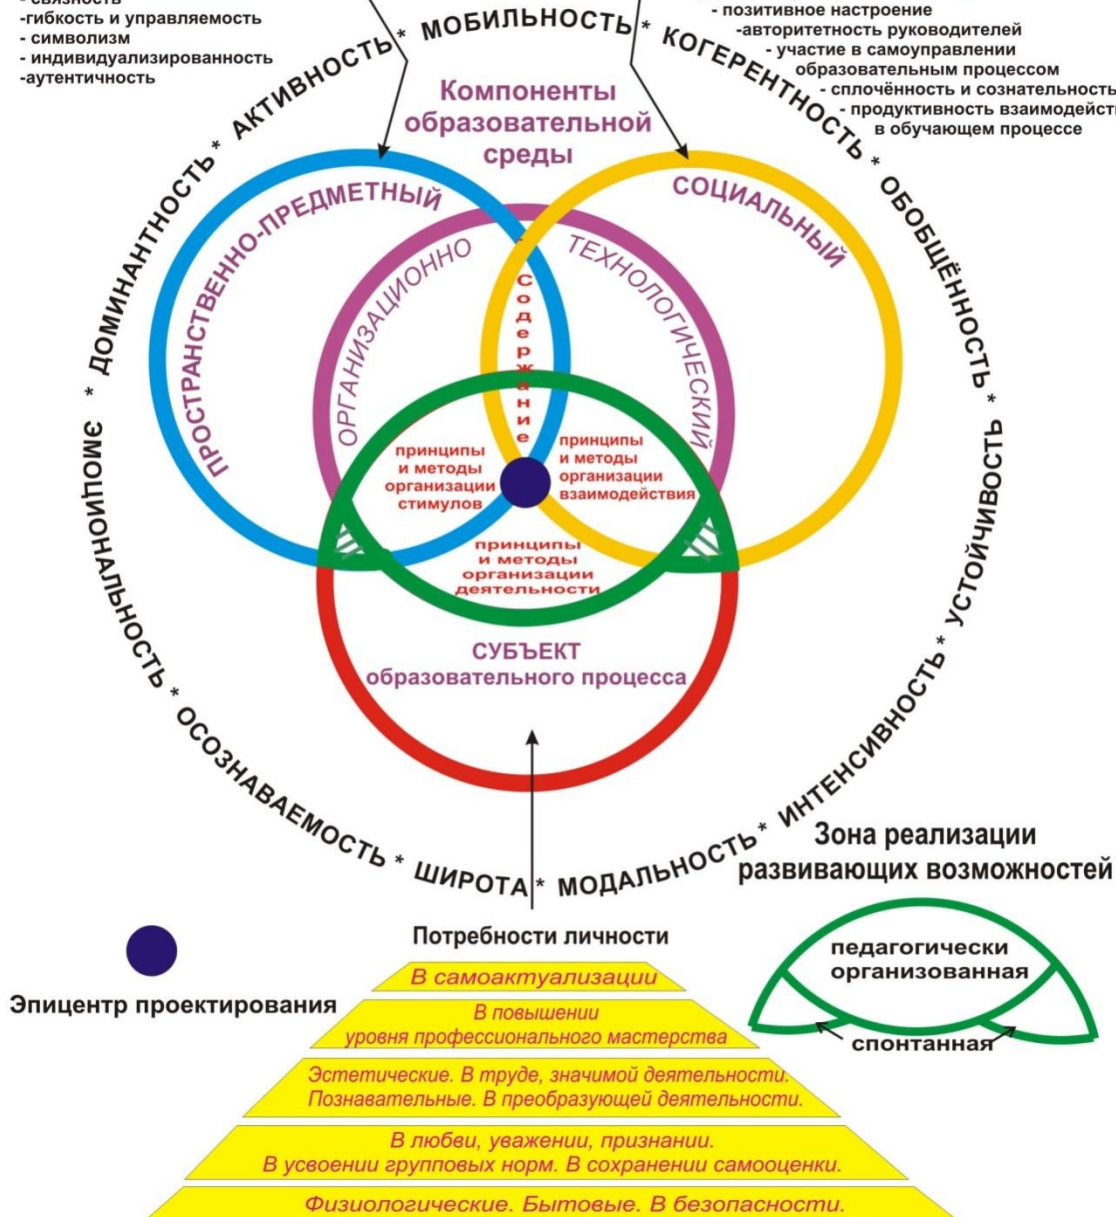 - связность
-гибкость и управляемость
- символизм
- индивидуализированность
-аутентичность
- позитивное настроение
-авторитетность руководителей
- участие в самоуправлении
образовательным процессом
- сплочённость и сознательность
- продуктивность взаимодейст
в обучающем процессе
* ДОМИНАНТНОСТЬ * АКТИВНОСТЬ * МОБИЛЬНОСТЬ * КОГЕРЕНТНОСТЬ * ОБОБЩЁННОСТЬ * УСТОЙЧИВОСТЬ * ИНТЕНСИВНОСТЬ * МОДАЛЬНОСТЬ * ШИРОТА * ОСОЗНАВАЕМОСТЬ * ЭМОЦИОНАЛЬНОСТЬ
Компоненты
образовательной
среды
ПРОСТРАНСТВЕННО-ПРЕДМЕТНЫЙ
СОЦИАЛЬНЫЙ
ОРГАНИЗАЦИОННО
ТЕХНОЛОГИЧЕСКИЙ
Содержание
принципы
и методы
организации
стимулов
принципы
и методы
организации
взаимодействия
принципы
и методы
организации
деятельности
СУБЪЕКТ
образовательного процесса
Зона реализации
развивающих возможностей
педагогически
организованная
спонтанная
Эпицентр проектирования
Потребности личности
В самоактуализации
В повышении
уровня профессионального мастерства
Эстетические. В труде, значимой деятельности.
Познавательные. В преобразующей деятельности.
В любви, уважении, признании.
В усвоении групповых норм. В сохранении самооценки.
Физиологические. Бытовые. В безопасности.